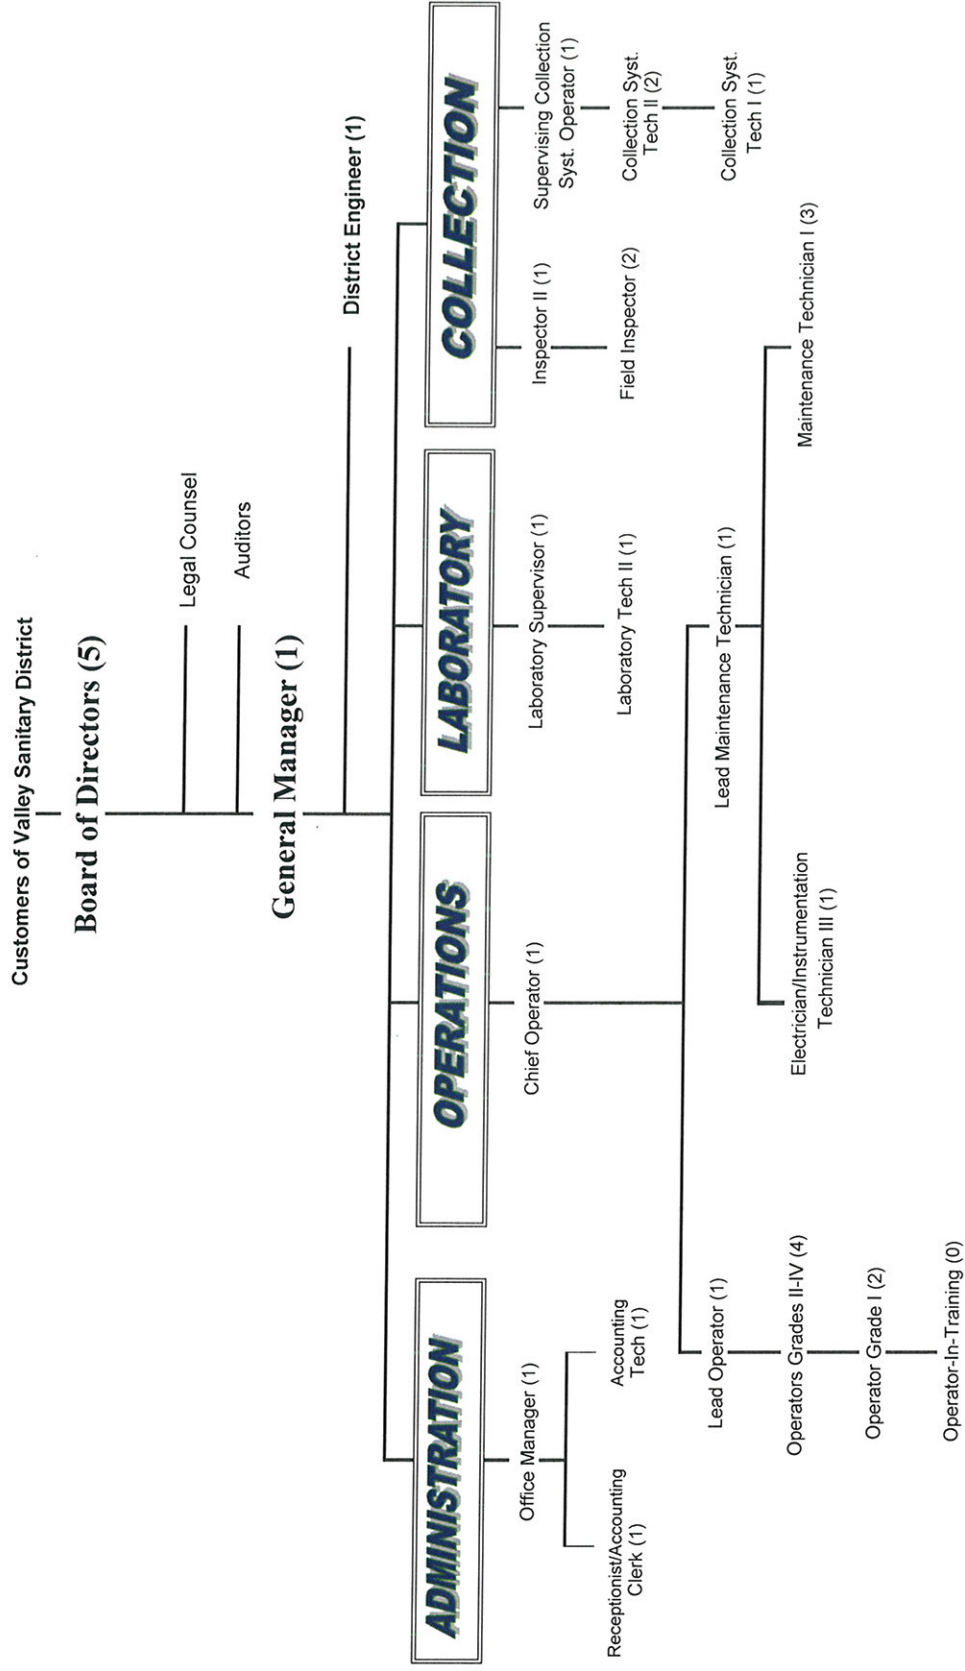 Customers of Valley Sanitary District
Board of Directors (5)
Legal Counsel
Auditors
General Manager (1)
District Engineer (1)
ADMINISTRATION
Office Manager (1)
Receptionist/Accounting
Clerk (1)
Accounting
Tech (1)
OPERATIONS
Chief Operator (1)
Lead Operator (1)
Operators Grades II-IV (4)
Operator Grade I (2)
Operator-In-Training (0)
Lead Maintenance Technician (1)
Electrician/Instrumentation
Technician III (1)
Maintenance Technician I (3)
LABORATORY
Laboratory Supervisor (1)
Laboratory Tech II (1)
COLLECTION
Inspector II (1)
Field Inspector (2)
Supervising Collection
Syst. Operator (1)
Collection Syst.
Tech II (2)
Collection Syst.
Tech I (1)